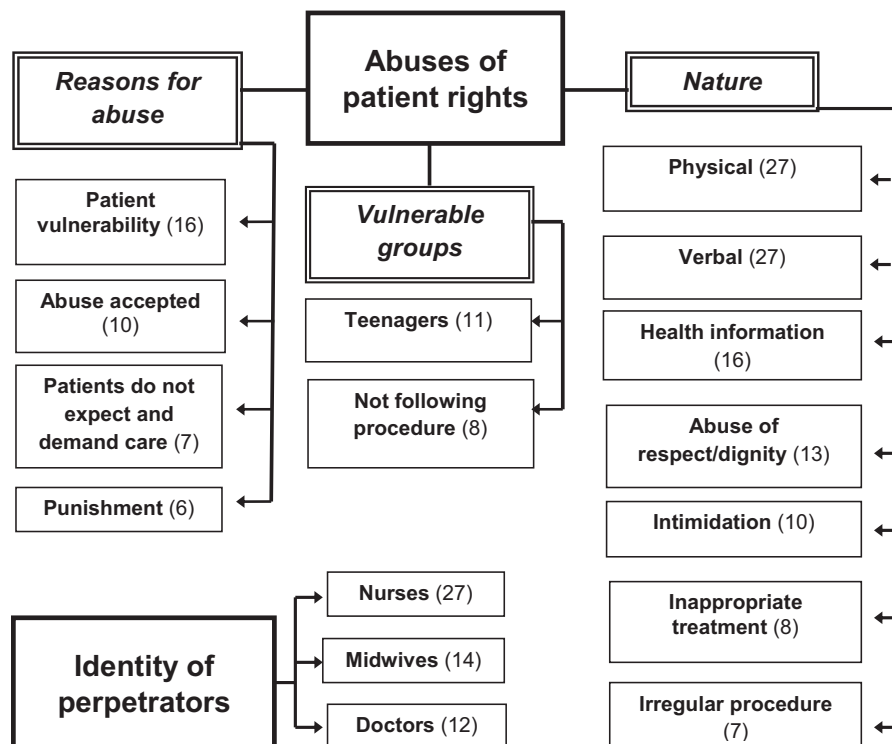 Abuses of
patient rights
Reasons for
abuse
Patient
vulnerability (16)
Abuse accepted
(10)
Patients do not
expect and
demand care (7)
Punishment (6)
Vulnerable
groups
Teenagers (11)
Not following
procedure (8)
Nature
Physical (27)
Verbal (27)
Health information
(16)
Abuse of
respect/dignity (13)
Intimidation (10)
Inappropriate
treatment (8)
Irregular procedure
(7)
Identity of
perpetrators
Nurses (27)
Midwives (14)
Doctors (12)